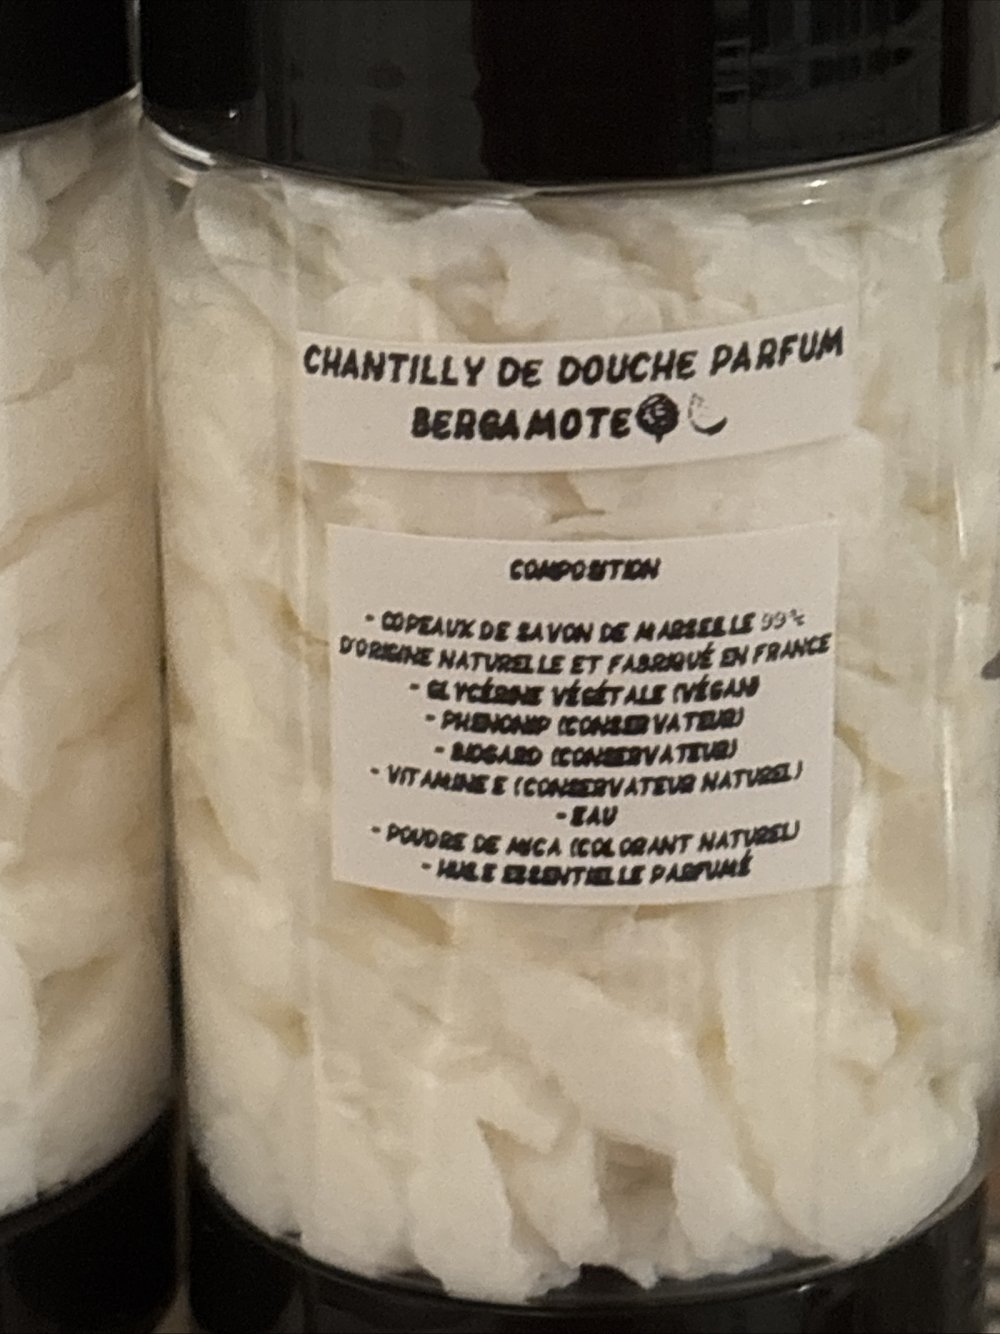 CHANTILLY DE DOUCHE PARFUM
BERGAMOTE
COMPOSITION
- COPEAUX DE SAVON DE MARSEILLE 99%
D'ORIGINE NATURELLE ET FABRIQUÉ EN FRANCE
- GLYCÉRINE VÉGÉTALE (VÉGAN)
- PHENONIP (CONSERVATEUR)
- BIOGARD (CONSERVATEUR)
- VITAMINE E (CONSERVATEUR NATUREL)
- EAU
- POUDRE DE MICA (COLORANT NATUREL)
- HUILE ESSENTIELLE PARFUMÉ